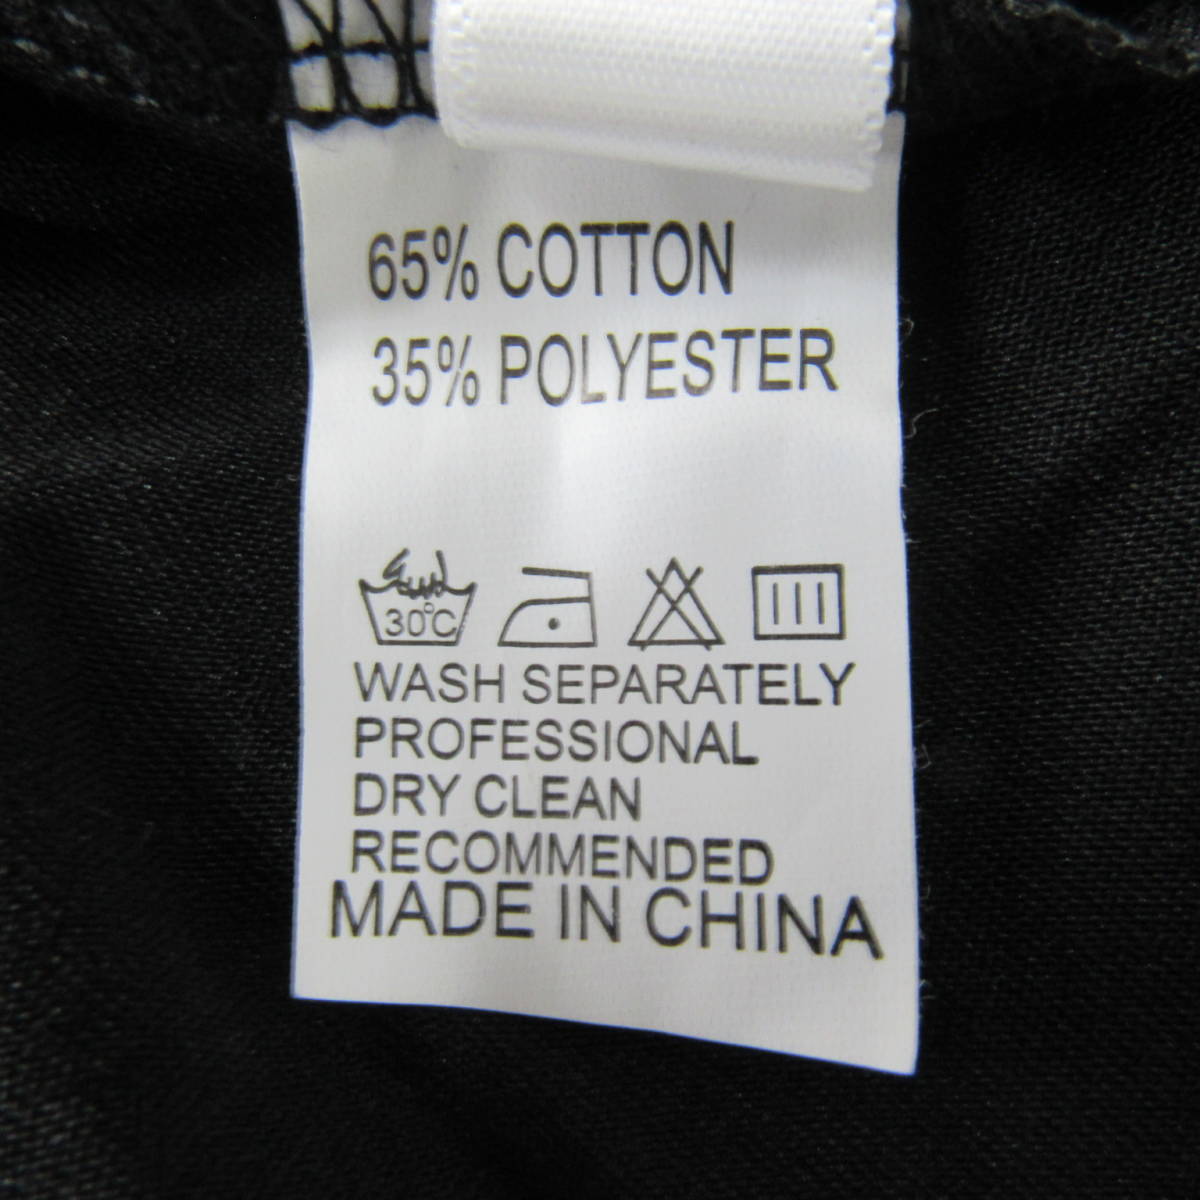 65% COTTON
35% POLYESTER
30°C
WASH SEPARATELY
PROFESSIONAL
DRY CLEAN
RECOMMENDED
MADE IN CHINA